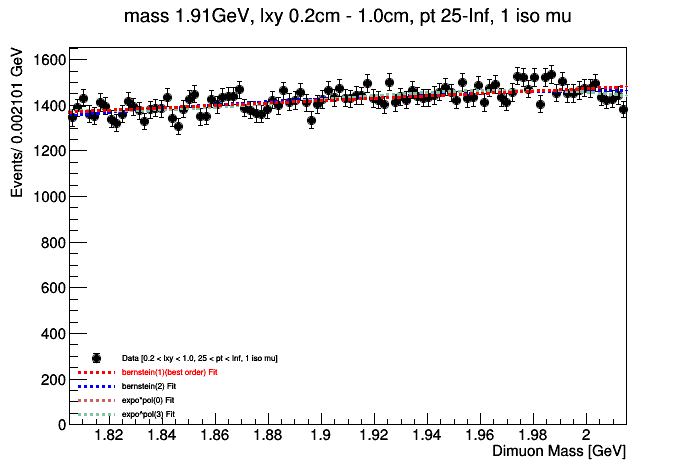 mass 1.91GeV, lxy 0.2cm - 1.0cm, pt 25-Inf, 1 iso mu
Events/ 0.002101 GeV
1600
1400
1200
1000
800
600
400
200
0
Data [0.2 < lxy < 1.0, 25 < pt < Inf, 1 iso mu]
bernstein(1)(best order) Fit
bernstein(2) Fit
expo*pol(0) Fit
expo*pol(3) Fit
1.82 1.84 1.86 1.88 1.9 1.92 1.94 1.96 1.98 2
Dimuon Mass [GeV]